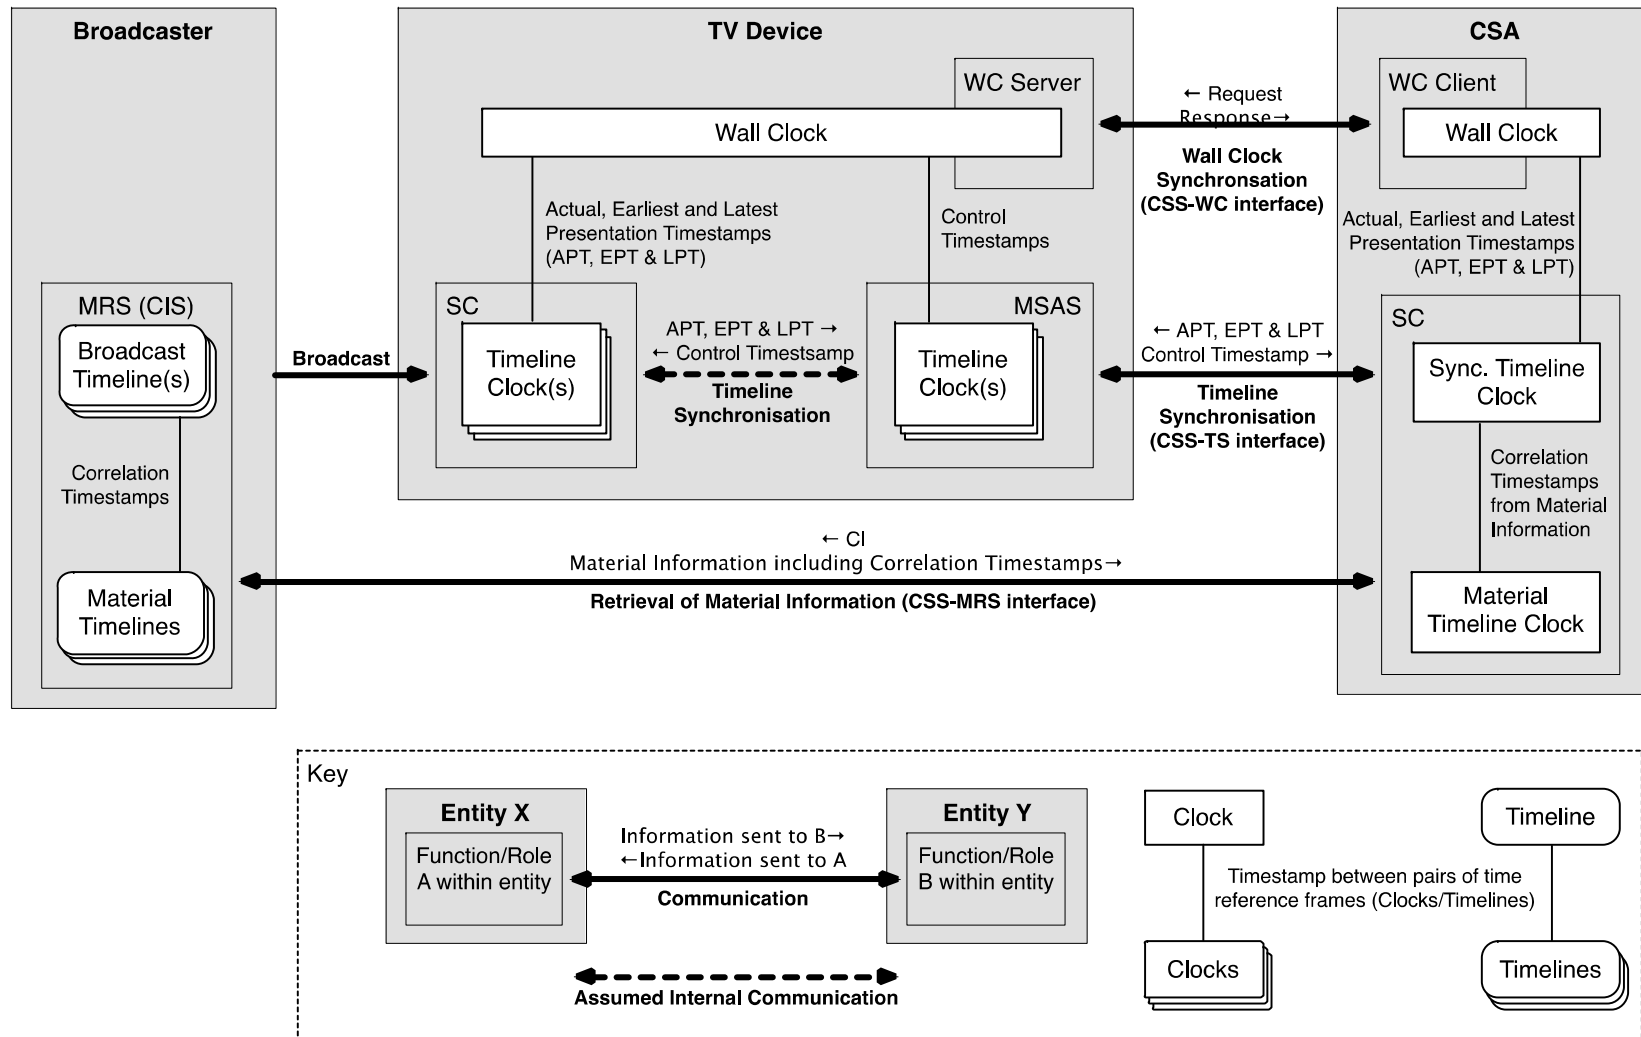 Broadcaster
TV Device
CSA
WC Server
WC Client
← Request
Response→
Wall Clock
Wall Clock
Wall Clock
Synchronsation
(CSS-WC interface)
Actual, Earliest and Latest
Presentation Timestamps
(APT, EPT & LPT)
Control
Timestamps
Actual, Earliest and Latest
Presentation Timestamps
(APT, EPT & LPT)
MRS (CIS)
Broadcast
Timeline(s)
Correlation
Timestamps
Material
Timelines
Broadcast
SC
Timeline
Clock(s)
APT, EPT & LPT →
← Control Timestsamp
Timeline
Synchronisation
MSAS
Timeline
Clock(s)
← APT, EPT & LPT
Control Timestamp →
Timeline
Synchronisation
(CSS-TS interface)
SC
Sync. Timeline
Clock
Correlation
Timestamps
from Material
Information
Material
Timeline Clock
← CI
Material Information including Correlation Timestamps→
Retrieval of Material Information (CSS-MRS interface)
Key
Entity X
Function/Role
A within entity
Information sent to B→
←Information sent to A
Communication
Entity Y
Function/Role
B within entity
Assumed Internal Communication
Clock
Timeline
Timestamp between pairs of time
reference frames (Clocks/Timelines)
Clocks
Timelines